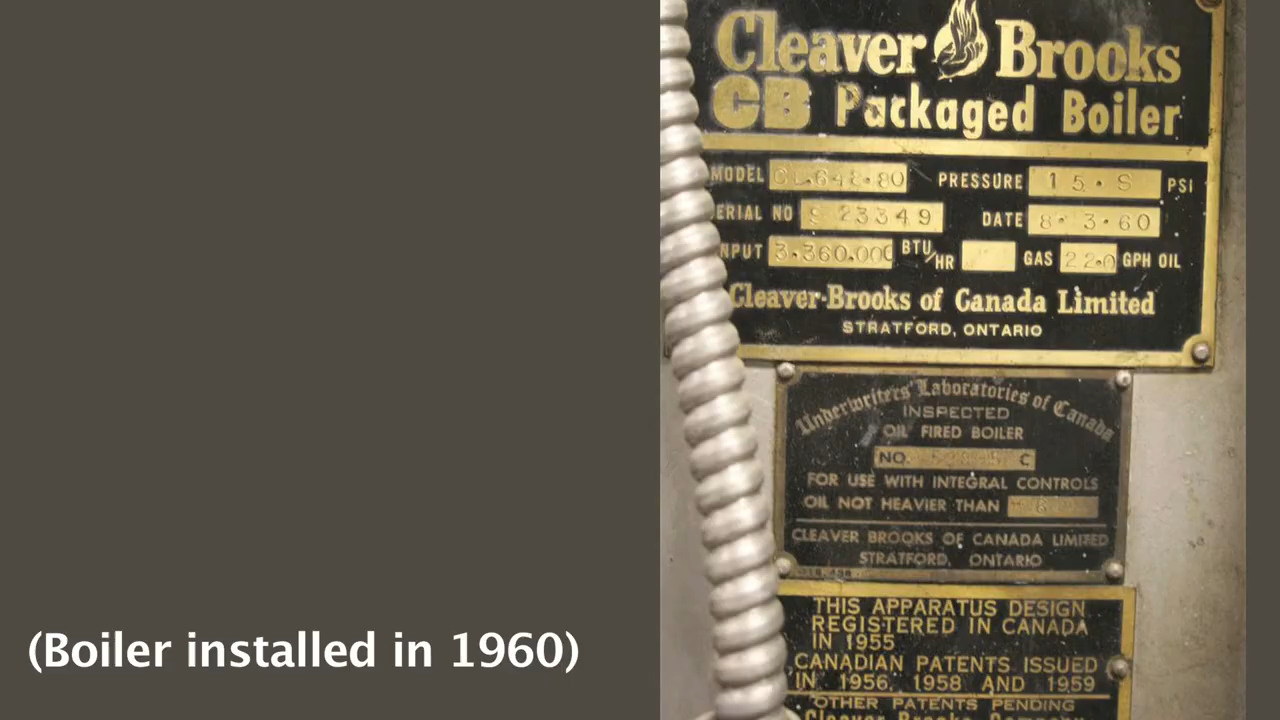 Cleaver Brooks
CB Packaged Boiler
MODEL PRESSURE 15·S PSI
ERIAL NO 23349 DATE 8·3·60
NPUT 3·360.000 BTU/HR GAS 22·0 GPH OIL
Cleaver-Brooks of Canada Limited
STRATFORD, ONTARIO
Underwriters' Laboratories of Canada
INSPECTED
OIL FIRED BOILER
NO. C
FOR USE WITH INTEGRAL CONTROLS
OIL NOT HEAVIER THAN 6
CLEAVER BROOKS OF CANADA LIMITED
STRATFORD, ONTARIO
THIS APPARATUS DESIGN
REGISTERED IN CANADA
IN 1955
CANADIAN PATENTS ISSUED
IN 1956, 1958 AND 1959
OTHER PATENTS PENDING
Cleaver Brooks Company
(Boiler installed in 1960)